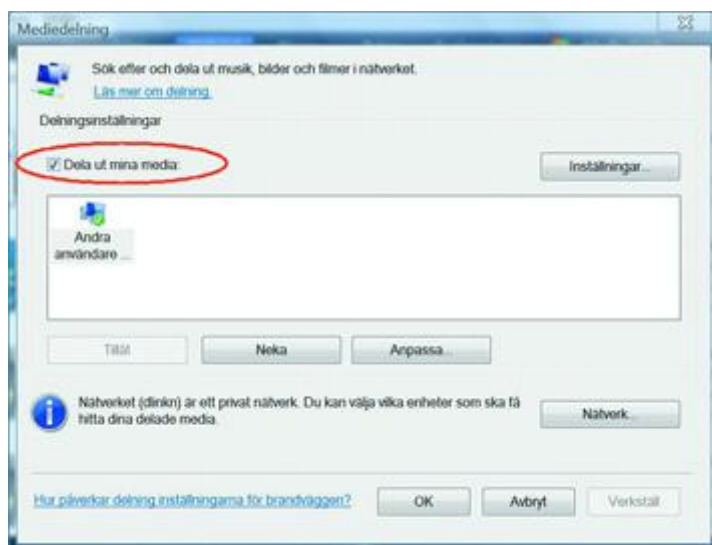 Mediedelning
Sök efter och dela ut musik, bilder och filmer i nätverket.
Läs mer om delning.
Delningsinställningar
Dela ut mina media:
Inställningar...
Andra
användare ...
Tillåt
Neka
Anpassa...
Nätverket (dlinkn) är ett privat nätverk. Du kan välja vilka enheter som ska få
hitta dina delade media.
Nätverk...
Hur påverkar delning inställningarna för brandväggen?
OK
Avbryt
Verkställ